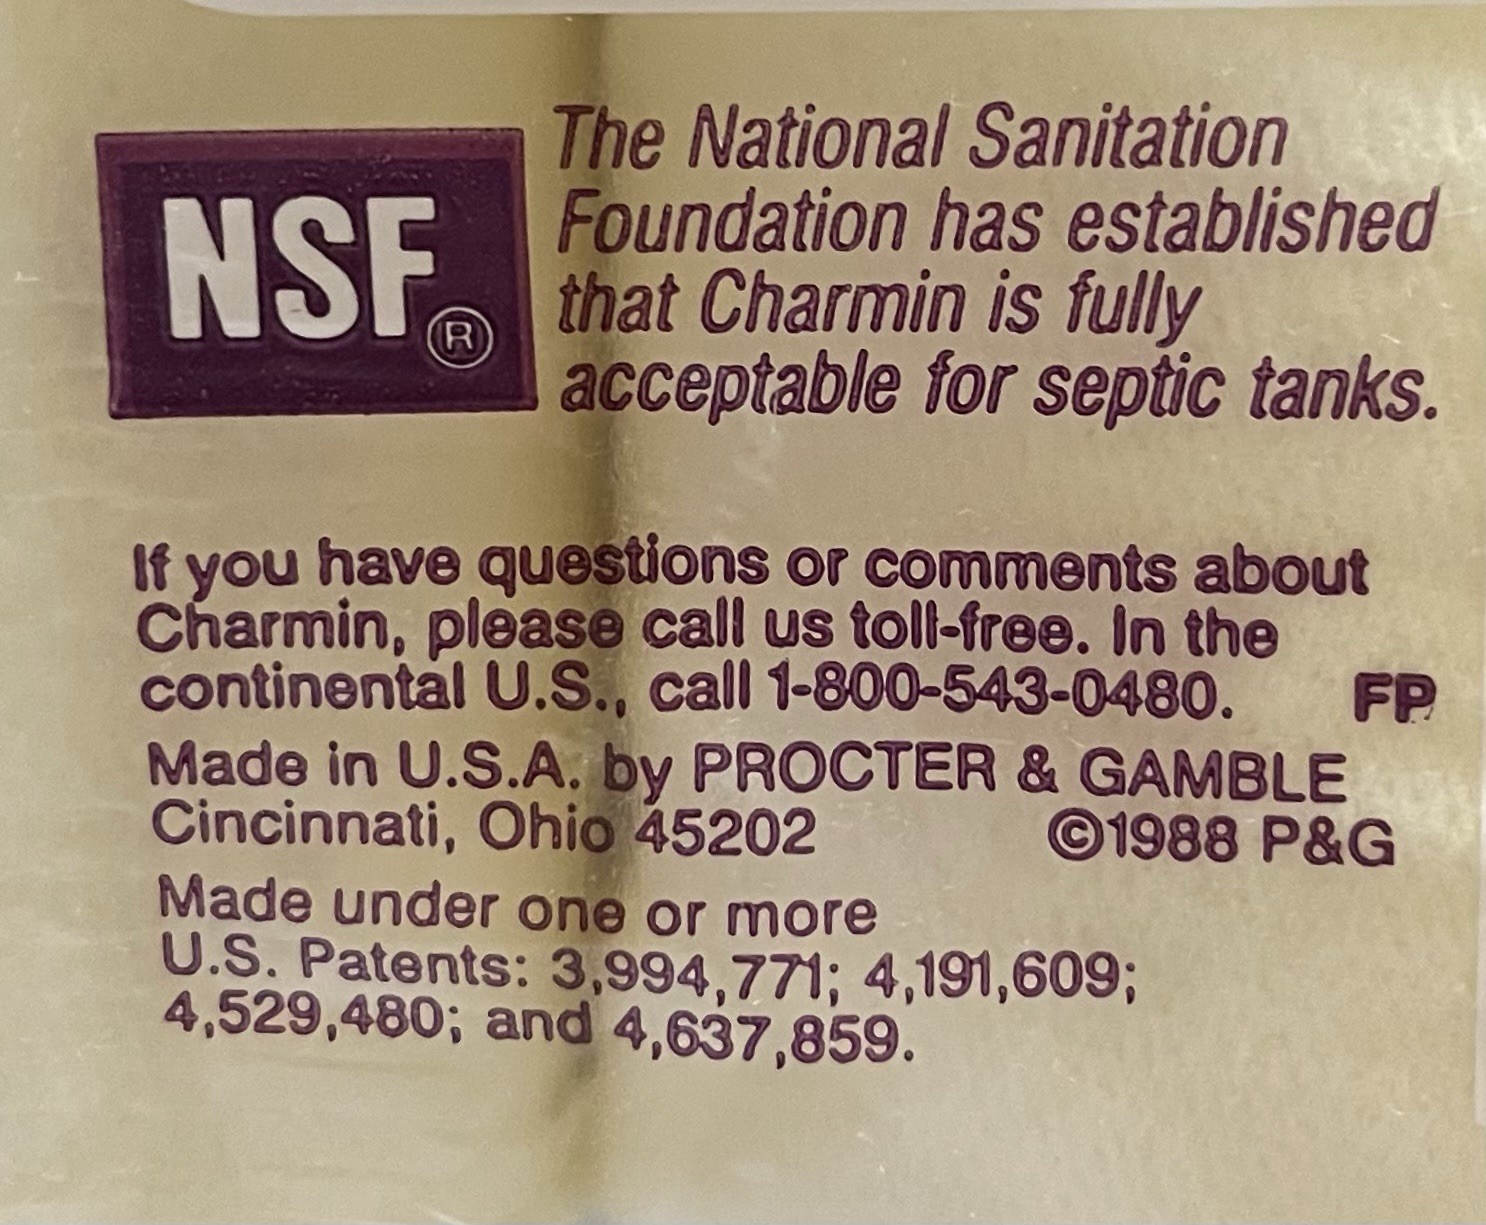 NSF®
The National Sanitation
Foundation has established
that Charmin is fully
acceptable for septic tanks.
If you have questions or comments about
Charmin, please call us toll-free. In the
continental U.S., call 1-800-543-0480. FP
Made in U.S.A. by PROCTER & GAMBLE
Cincinnati, Ohio 45202 ©1988 P&G
Made under one or more
U.S. Patents: 3,994,771; 4,191,609;
4,529,480; and 4,637,859.